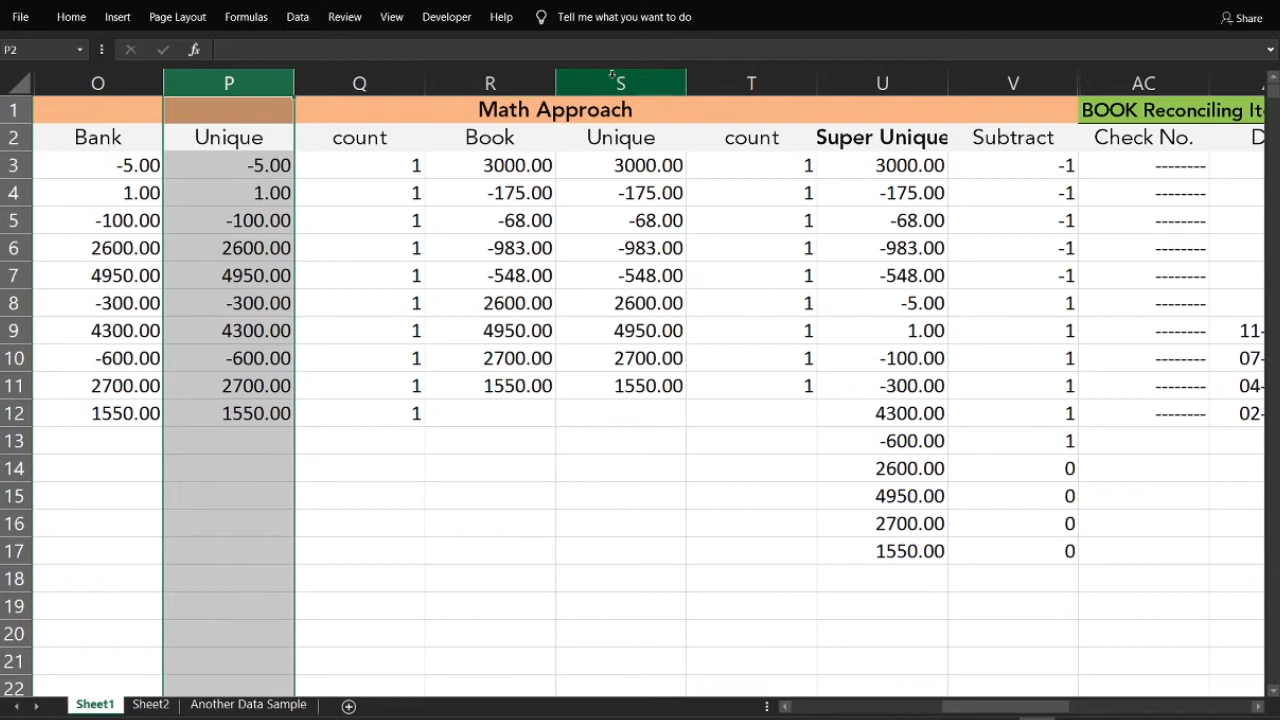 File Home Insert Page Layout Formulas Data Review View Developer Help Tell me what you want to do Share
P2 fx
O P Q R S T U V AC
1 Math Approach BOOK Reconciling It
2 Bank Unique count Book Unique count Super Unique Subtract Check No. D
3 -5.00 -5.00 1 3000.00 3000.00 1 3000.00 -1 --------
4 1.00 1.00 1 -175.00 -175.00 1 -175.00 -1 --------
5 -100.00 -100.00 1 -68.00 -68.00 1 -68.00 -1 --------
6 2600.00 2600.00 1 -983.00 -983.00 1 -983.00 -1 --------
7 4950.00 4950.00 1 -548.00 -548.00 1 -548.00 -1 --------
8 -300.00 -300.00 1 2600.00 2600.00 1 -5.00 1 --------
9 4300.00 4300.00 1 4950.00 4950.00 1 1.00 1 -------- 11-
10 -600.00 -600.00 1 2700.00 2700.00 1 -100.00 1 -------- 07-
11 2700.00 2700.00 1 1550.00 1550.00 1 -300.00 1 -------- 04-
12 1550.00 1550.00 1 4300.00 1 -------- 02-
13 -600.00 1
14 2600.00 0
15 4950.00 0
16 2700.00 0
17 1550.00 0
18
19
20
21
22
Sheet1 Sheet2 Another Data Sample